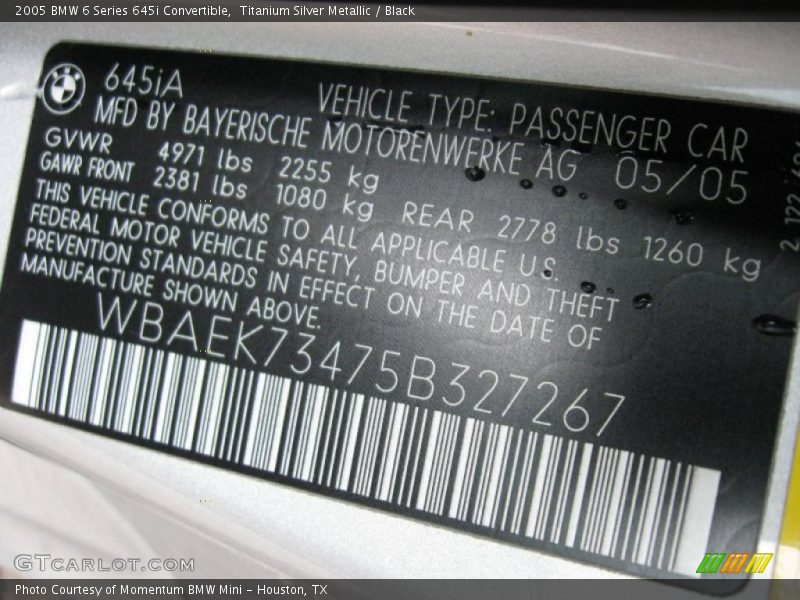 2005 BMW 6 Series 645i Convertible,  Titanium Silver Metallic / Black
645iA
VEHICLE TYPE: PASSENGER CAR
MFD BY BAYERISCHE MOTORENWERKE AG 05/05
GVWR 4971 lbs 2255 kg
GAWR FRONT 2381 lbs 1080 kg REAR 2778 lbs 1260 kg
THIS VEHICLE CONFORMS TO ALL APPLICABLE U.S.
FEDERAL MOTOR VEHICLE SAFETY, BUMPER AND THEFT
PREVENTION STANDARDS IN EFFECT ON THE DATE OF
MANUFACTURE SHOWN ABOVE.
WBAEK73475B327267
GTCARLOT.COM
Photo Courtesy of Momentum BMW Mini - Houston, TX